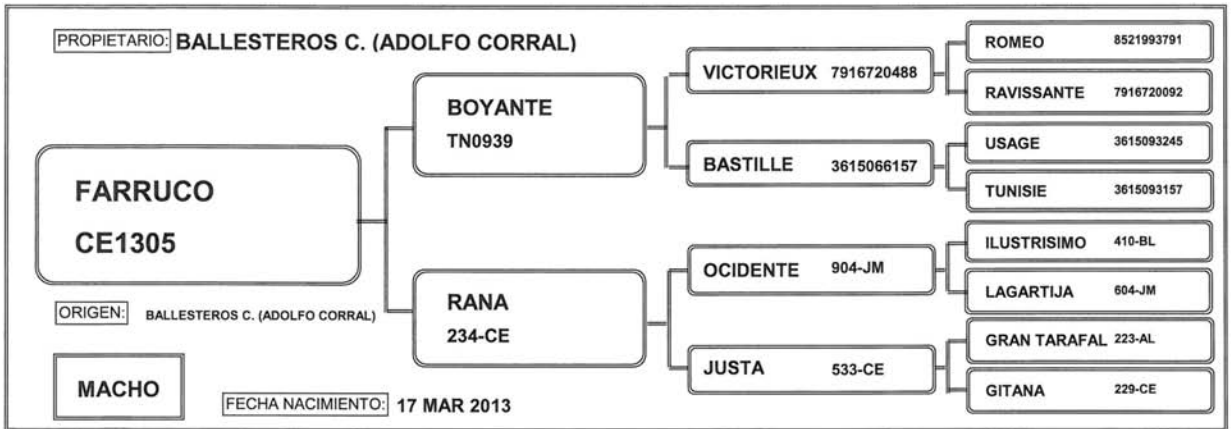 PROPIETARIO: BALLESTEROS C. (ADOLFO CORRAL)
FARRUCO
CE1305
ORIGEN: BALLESTEROS C. (ADOLFO CORRAL)
MACHO
FECHA NACIMIENTO: 17 MAR 2013
BOYANTE
TN0939
RANA
234-CE
VICTORIEUX 7916720488
BASTILLE 3615066157
OCIDENTE 904-JM
JUSTA 533-CE
ROMEO 8521993791
RAVISSANTE 7916720092
USAGE 3615093245
TUNISIE 3615093157
ILUSTRISIMO 410-BL
LAGARTIJA 604-JM
GRAN TARAFAL 223-AL
GITANA 229-CE